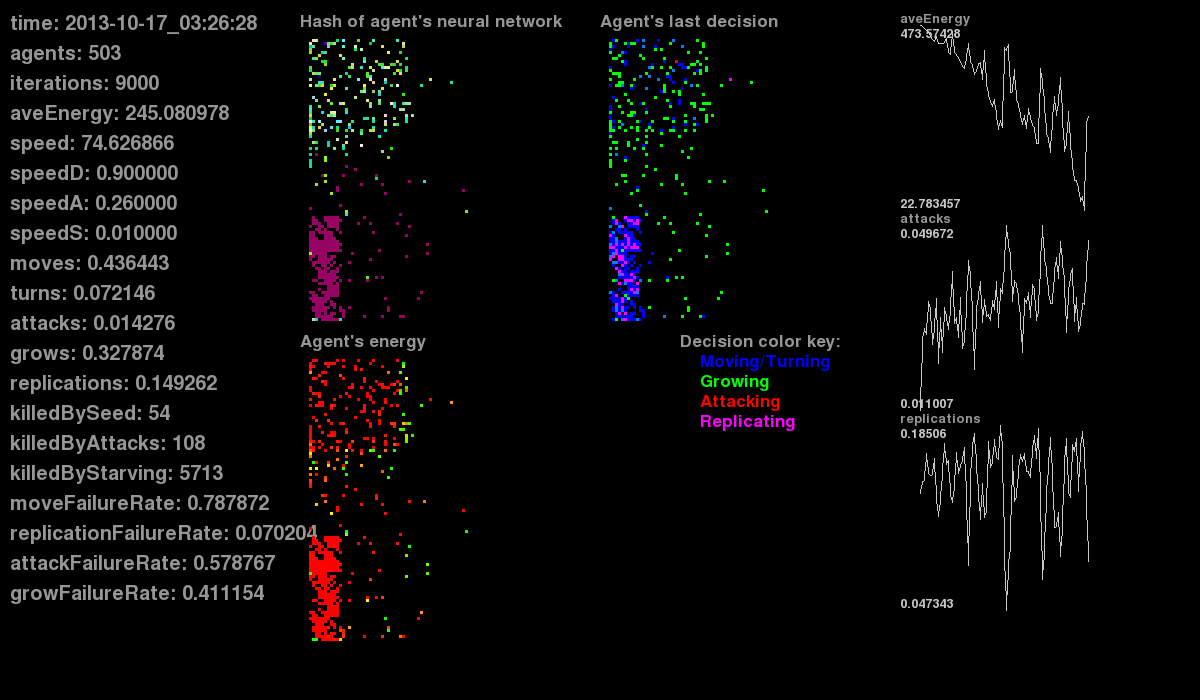 time: 2013-10-17_03:26:28
agents: 503
iterations: 9000
aveEnergy: 245.080978
speed: 74.626866
speedD: 0.900000
speedA: 0.260000
speedS: 0.010000
moves: 0.436443
turns: 0.072146
attacks: 0.014276
grows: 0.327874
replications: 0.149262
killedBySeed: 54
killedByAttacks: 108
killedByStarving: 5713
moveFailureRate: 0.787872
replicationFailureRate: 0.070204
attackFailureRate: 0.578767
growFailureRate: 0.411154
Hash of agent's neural network
Agent's energy
Agent's last decision
Decision color key:
Moving/Turning
Growing
Attacking
Replicating
aveEnergy
473.57428
22.783457
attacks
0.049672
0.011007
replications
0.18506
0.047343